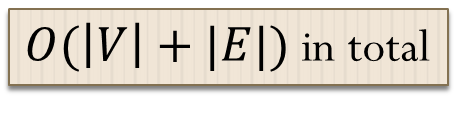 O(|V| + |E|) in total